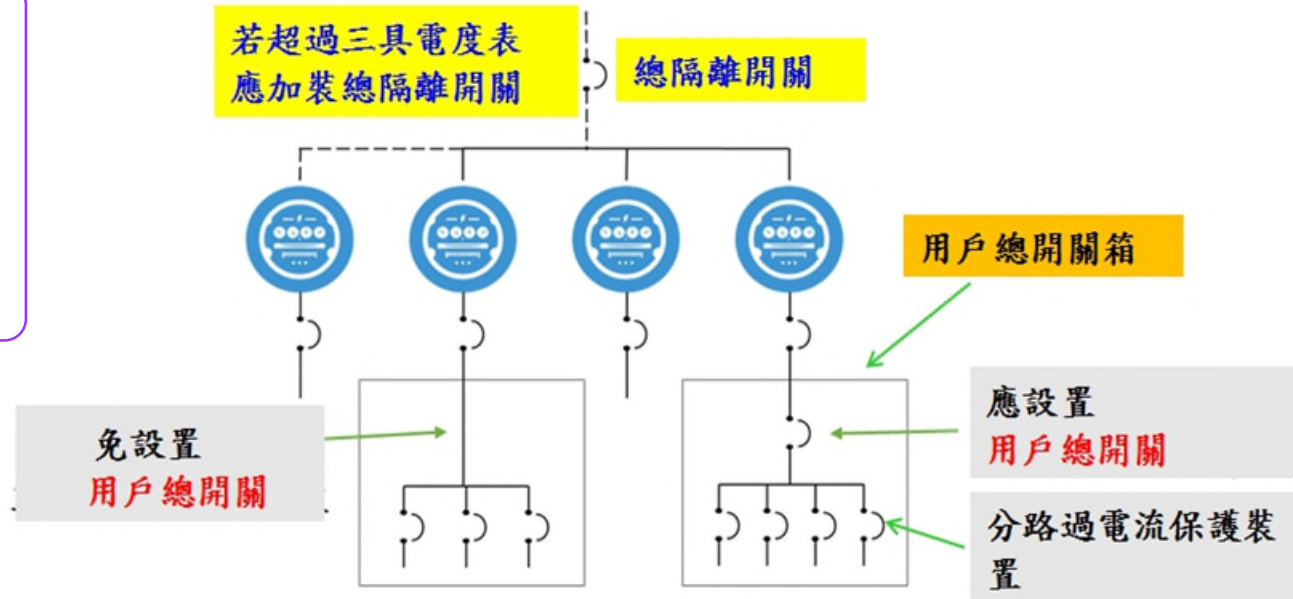 若超過三具電度表
應加裝總隔離開關
總隔離開關
用戶總開關箱
免設置
用戶總開關
應設置
用戶總開關
分路過電流保護裝
置